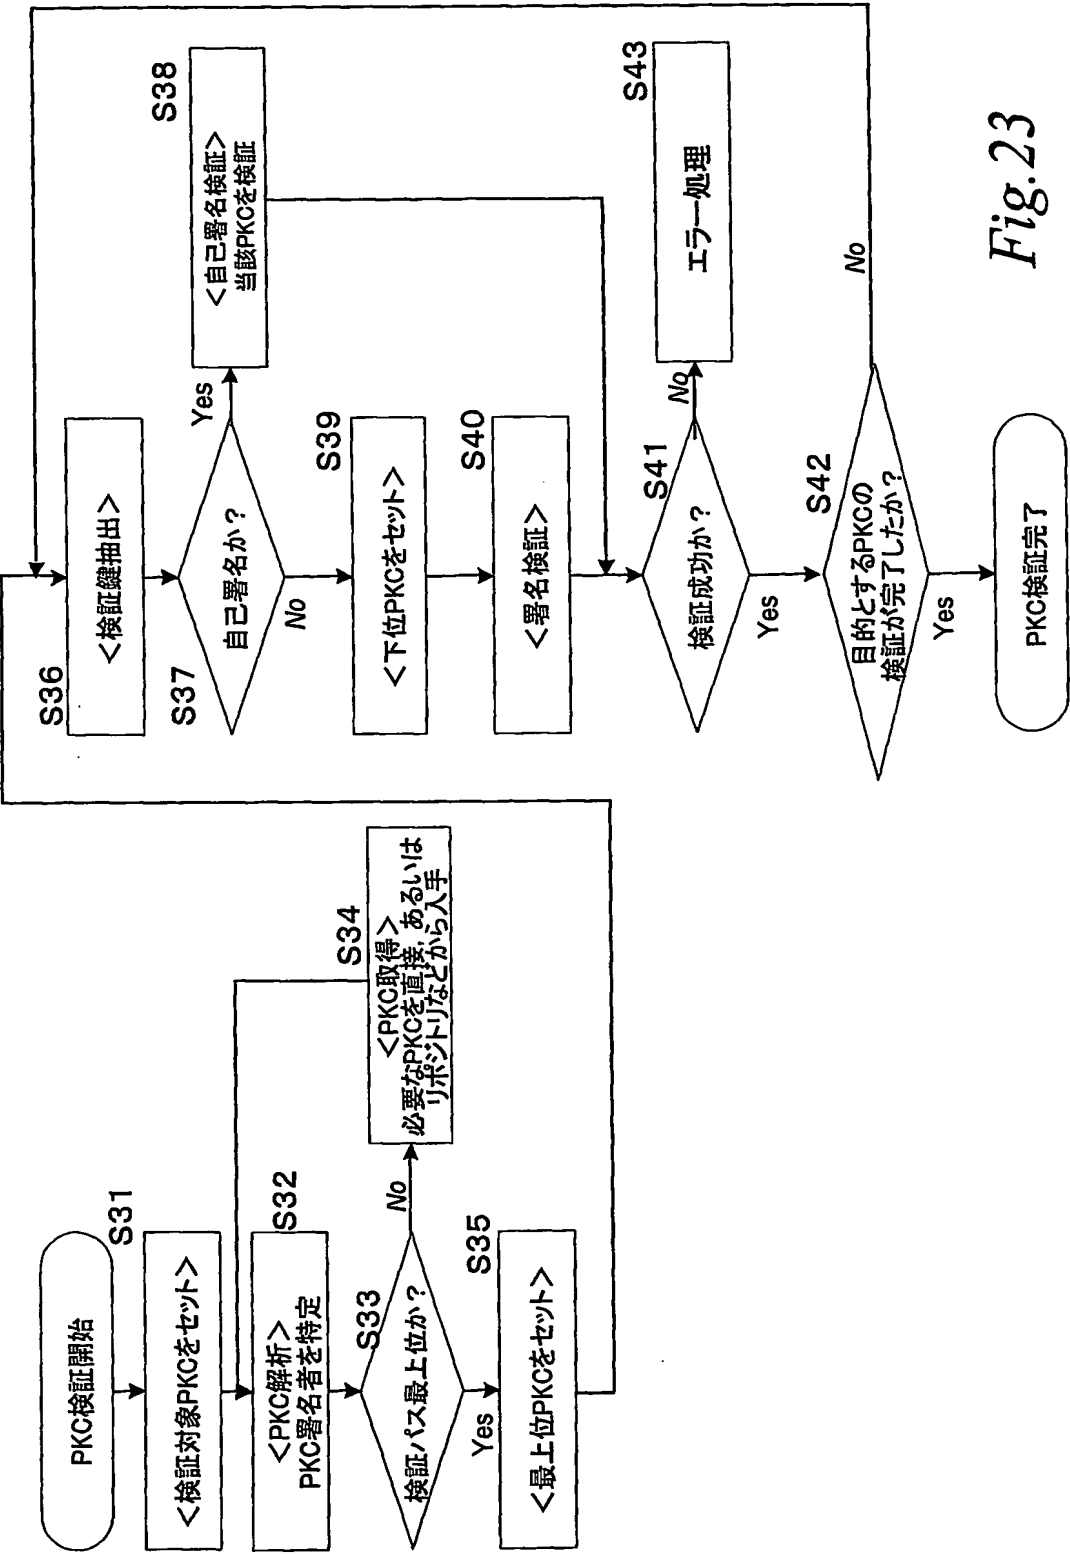 PKC検証開始
S31
＜検証対象PKCをセット＞
S32
＜PKC解析＞
PKC署名者を特定
S33
検証パス最上位か？
No
Yes
S34
＜PKC取得＞
必要なPKCを直接, あるいは
リポジトリなどから入手
S35
＜最上位PKCをセット＞
S36
＜検証鍵抽出＞
S37
自己署名か？
Yes
No
S38
＜自己署名検証＞
当該PKCを検証
S39
＜下位PKCをセット＞
S40
＜署名検証＞
S41
検証成功か？
No
Yes
S43
エラー処理
S42
目的とするPKCの
検証が完了したか？
No
Yes
PKC検証完了
Fig.23